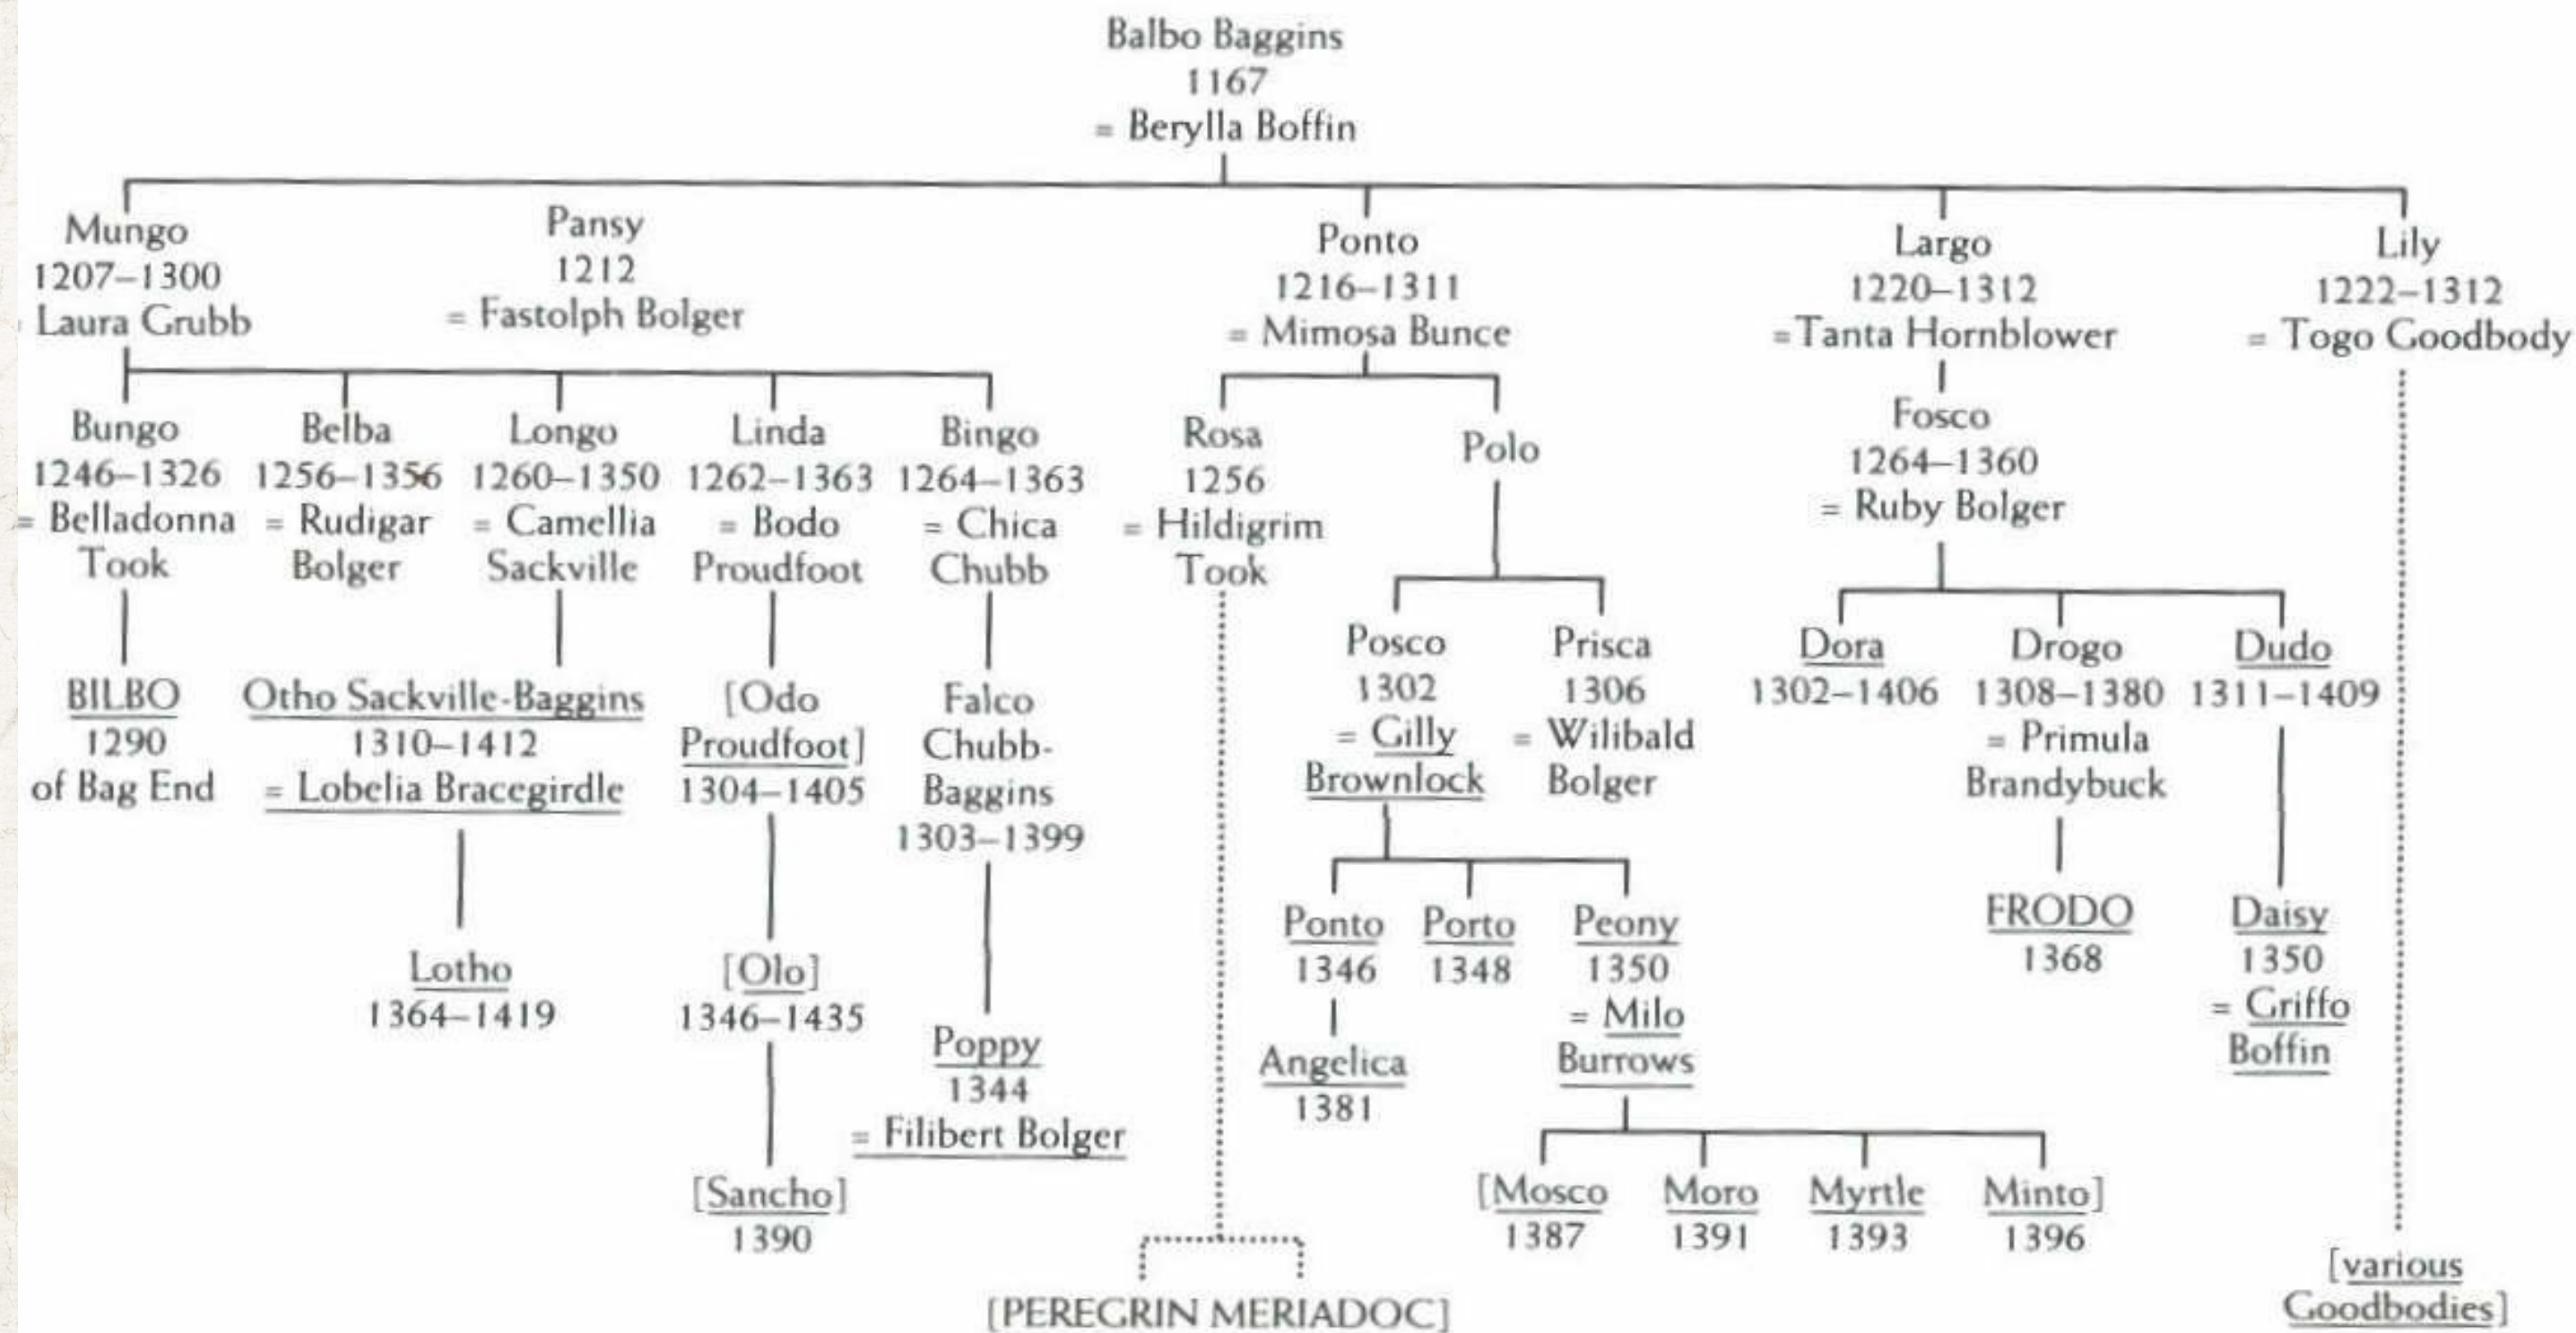 Balbo Baggins
1167
= Berylla Boffin
Mungo
1207–1300
Laura Grubb
Pansy
1212
= Fastolph Bolger
Ponto
1216–1311
= Mimosa Bunce
Largo
1220–1312
=Tanta Hornblower
Lily
1222–1312
= Togo Goodbody
Bungo
1246–1326
= Belladonna
Took
Belba
1256–1356
= Rudigar
Bolger
Longo
1260–1350
= Camellia
Sackville
Linda
1262–1363
= Bodo
Proudfoot
Bingo
1264–1363
= Chica
Chubb
Rosa
1256
= Hildigrim
Took
Polo
Fosco
1264–1360
= Ruby Bolger
Posco
1302
= Gilly
Brownlock
Prisca
1306
= Wilibald
Bolger
Dora
1302–1406
Drogo
1308–1380
= Primula
Brandybuck
Dudo
1311–1409
BILBO
1290
of Bag End
Otho Sackville-Baggins
1310–1412
= Lobelia Bracegirdle
[Odo
Proudfoot]
1304–1405
Falco
Chubb-
Baggins
1303–1399
Ponto
1346
Porto
1348
Peony
1350
= Milo
Burrows
FRODO
1368
Daisy
1350
= Griffo
Boffin
Lotho
1364–1419
[Olo]
1346–1435
Poppy
1344
= Filibert Bolger
Angelica
1381
[Sancho]
1390
[Mosco
1387
Moro
1391
Myrtle
1393
Minto]
1396
[PEREGRIN MERIADOC]
[various
Goodbodies]